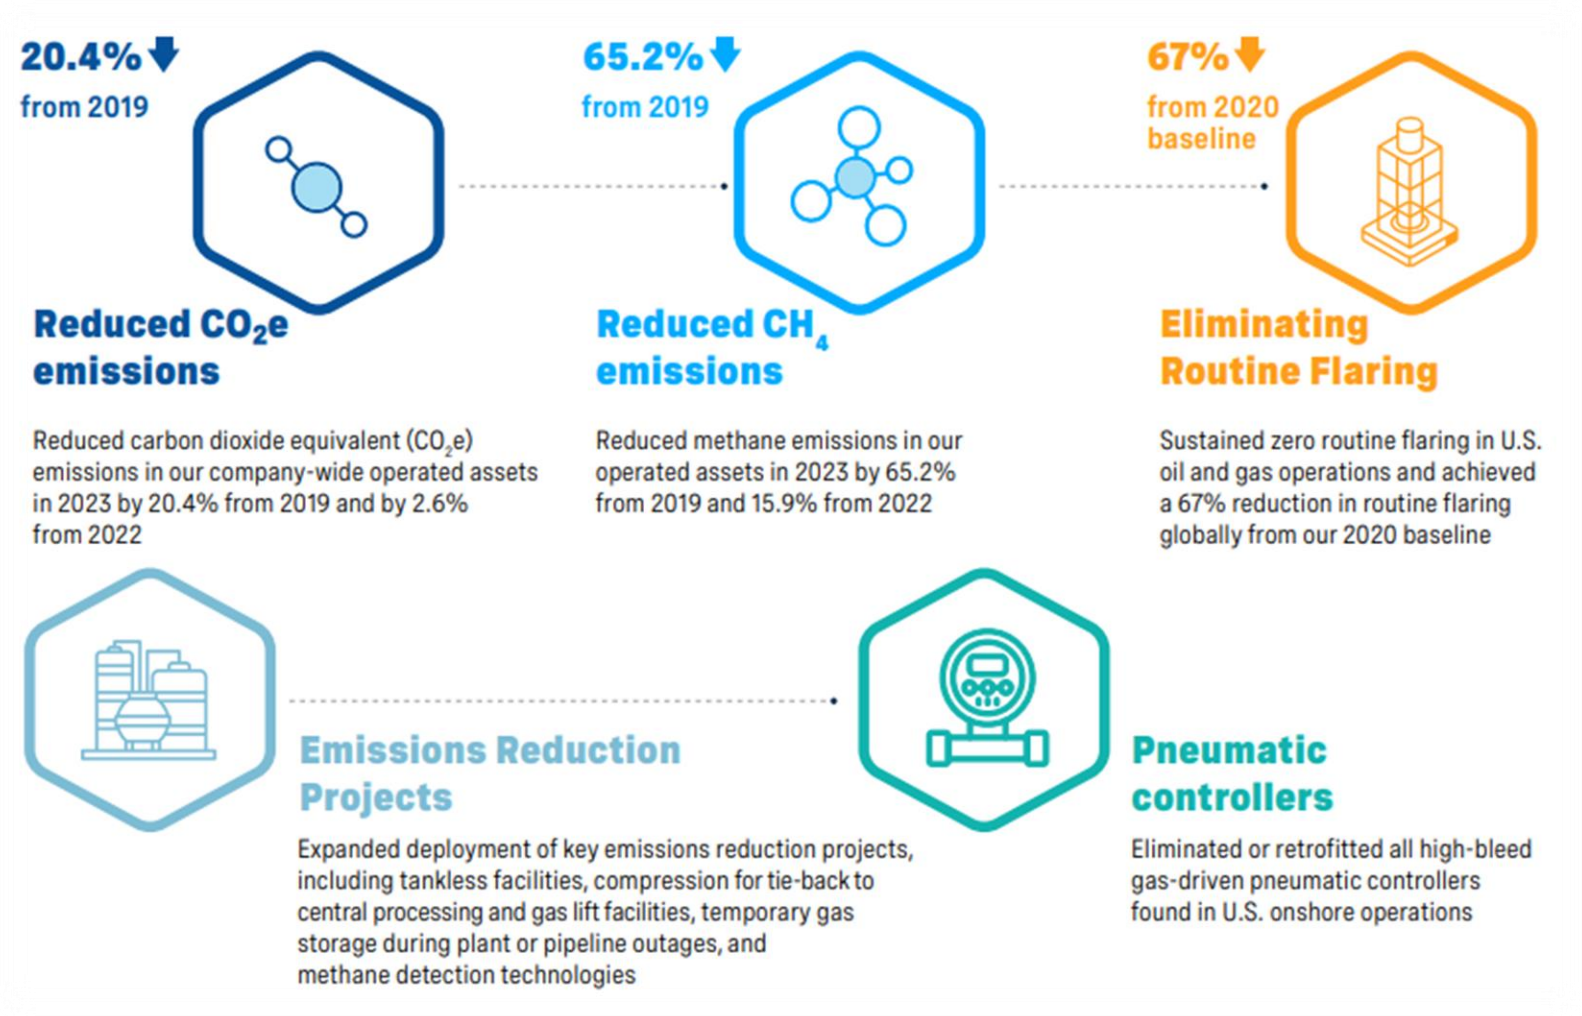 20.4%
from 2019
Reduced CO₂e
emissions
Reduced carbon dioxide equivalent (CO₂e)
emissions in our company-wide operated assets
in 2023 by 20.4% from 2019 and by 2.6%
from 2022
65.2%
from 2019
Reduced CH₄
emissions
Reduced methane emissions in our
operated assets in 2023 by 65.2%
from 2019 and 15.9% from 2022
67%
from 2020
baseline
Eliminating
Routine Flaring
Sustained zero routine flaring in U.S.
oil and gas operations and achieved
a 67% reduction in routine flaring
globally from our 2020 baseline
Emissions Reduction
Projects
Expanded deployment of key emissions reduction projects,
including tankless facilities, compression for tie-back to
central processing and gas lift facilities, temporary gas
storage during plant or pipeline outages, and
methane detection technologies
Pneumatic
controllers
Eliminated or retrofitted all high-bleed
gas-driven pneumatic controllers
found in U.S. onshore operations